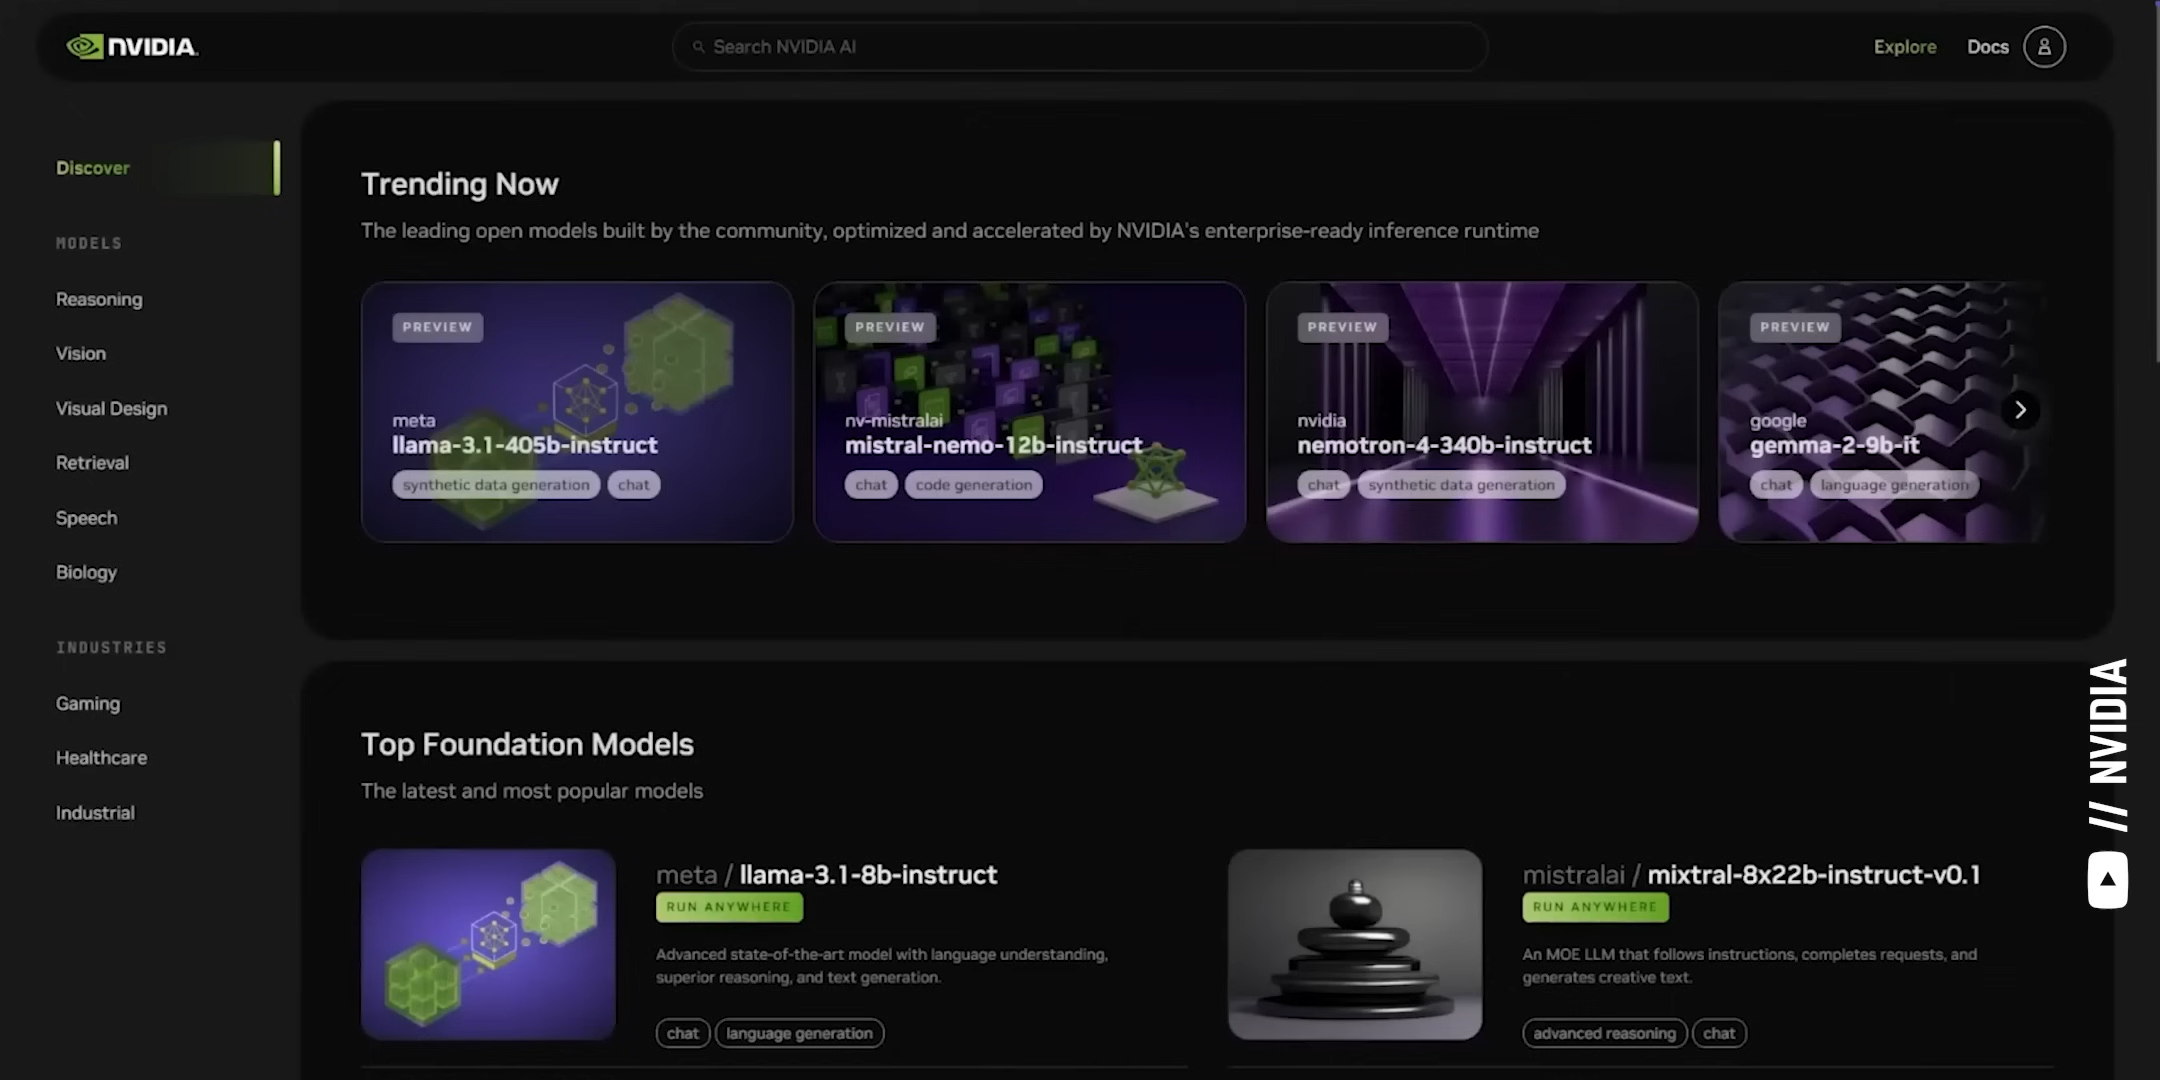 NVIDIA.
Search NVIDIA AI
Explore
Docs
Discover
MODELS
Reasoning
Vision
Visual Design
Retrieval
Speech
Biology
INDUSTRIES
Gaming
Healthcare
Industrial
Trending Now
The leading open models built by the community, optimized and accelerated by NVIDIA's enterprise-ready inference runtime
PREVIEW
meta
llama-3.1-405b-instruct
synthetic data generation
chat
PREVIEW
nv-mistralai
mistral-nemo-12b-instruct
chat
code generation
PREVIEW
nvidia
nemotron-4-340b-instruct
chat
synthetic data generation
PREVIEW
google
gemma-2-9b-it
chat
language generation
Top Foundation Models
The latest and most popular models
meta / llama-3.1-8b-instruct
RUN ANYWHERE
Advanced state-of-the-art model with language understanding,
superior reasoning, and text generation.
chat
language generation
mistralai / mixtral-8x22b-instruct-v0.1
RUN ANYWHERE
An MOE LLM that follows instructions, completes requests, and
generates creative text.
advanced reasoning
chat
// NVIDIA